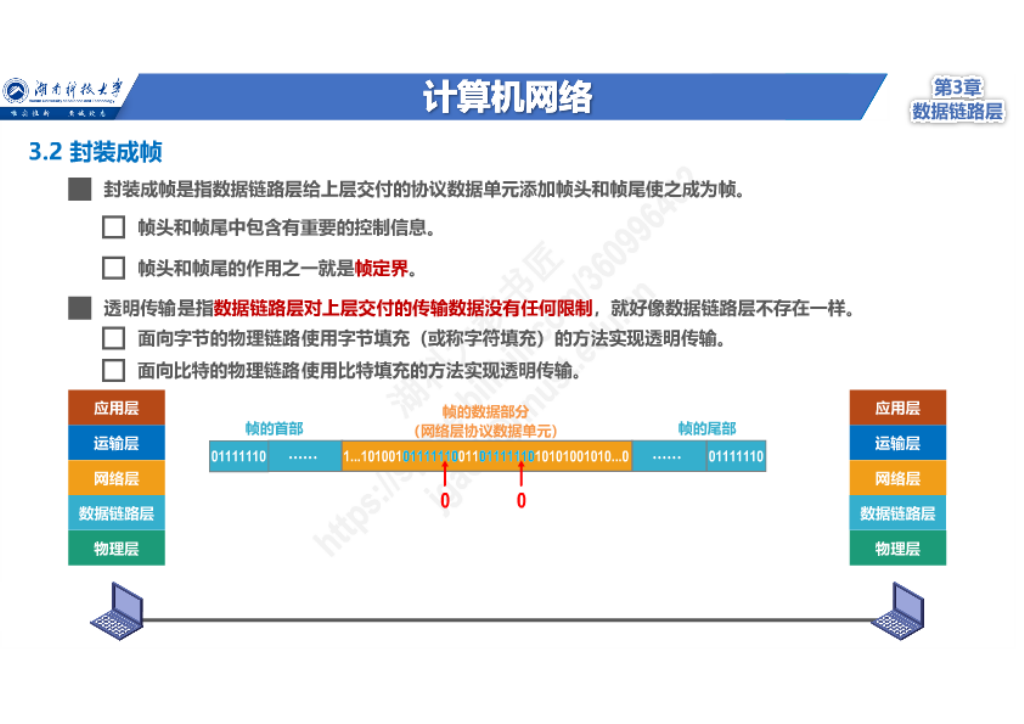 湖南科技大学
计算机网络
第3章
数据链路层
3.2 封装成帧
封装成帧是指数据链路层给上层交付的协议数据单元添加帧头和帧尾使之成为帧。
帧头和帧尾中包含有重要的控制信息。
帧头和帧尾的作用之一就是帧定界。
透明传输是指数据链路层对上层交付的传输数据没有任何限制，就好像数据链路层不存在一样。
面向字节的物理链路使用字节填充（或称字符填充）的方法实现透明传输。
面向比特的物理链路使用比特填充的方法实现透明传输。
应用层
运输层
网络层
数据链路层
物理层
帧的首部
帧的数据部分
（网络层协议数据单元）
帧的尾部
01111110 …… 1...101001011111100110111111010101001010...0 …… 01111110
0 0
应用层
运输层
网络层
数据链路层
物理层